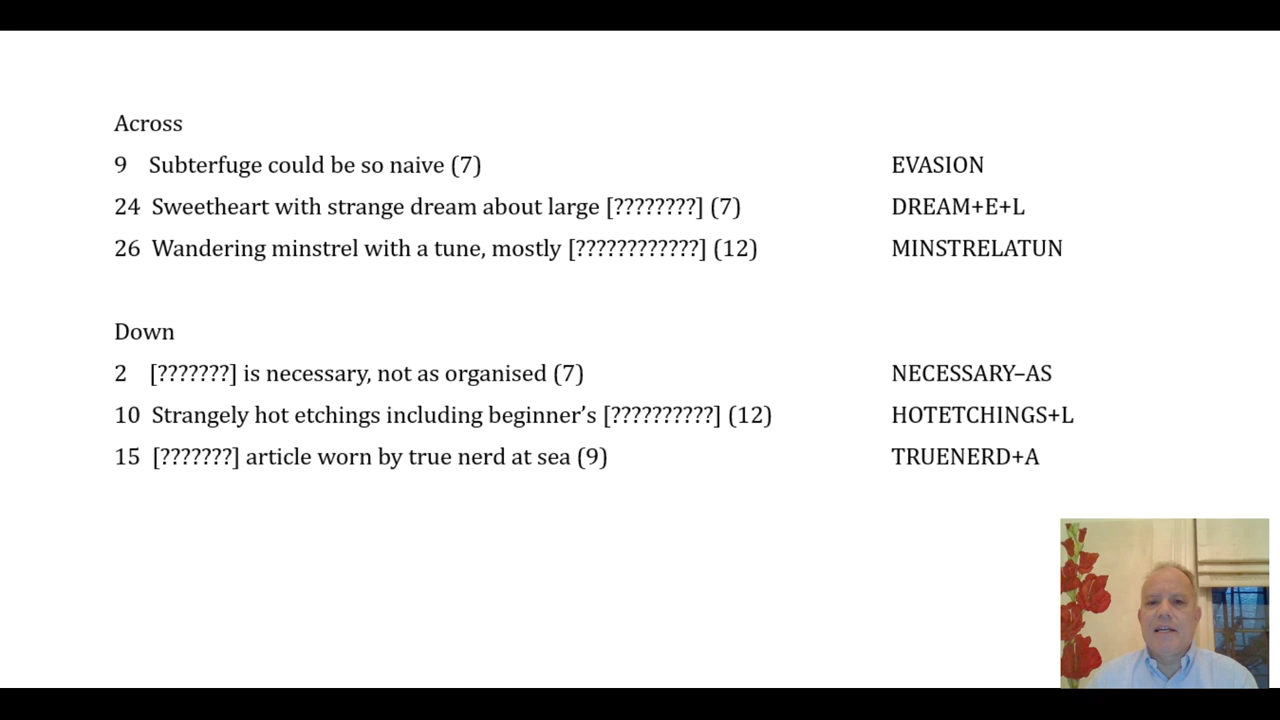 Across
9 Subterfuge could be so naive (7) EVASION
24 Sweetheart with strange dream about large [????????] (7) DREAM+E+L
26 Wandering minstrel with a tune, mostly [????????????] (12) MINSTRELATUN
Down
2 [???????] is necessary, not as organised (7) NECESSARY–AS
10 Strangely hot etchings including beginner’s [??????????] (12) HOTETCHINGS+L
15 [???????] article worn by true nerd at sea (9) TRUENERD+A